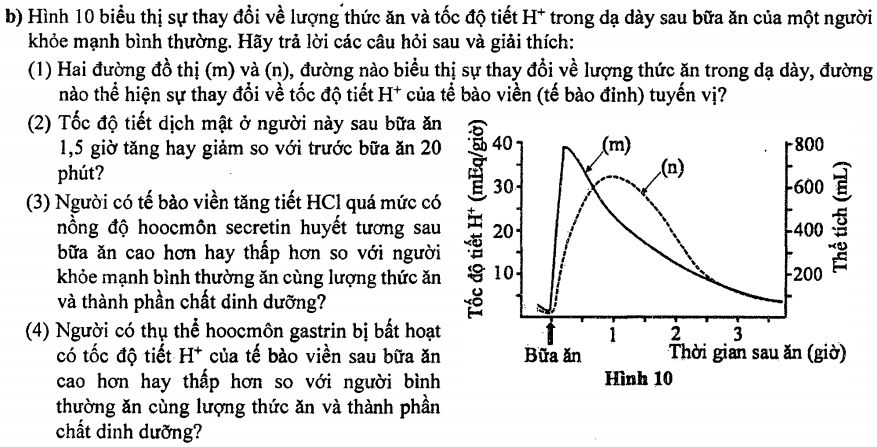 b) Hình 10 biểu thị sự thay đổi về lượng thức ăn và tốc độ tiết H⁺ trong dạ dày sau bữa ăn của một người
khỏe mạnh bình thường. Hãy trả lời các câu hỏi sau và giải thích:
(1) Hai đường đồ thị (m) và (n), đường nào biểu thị sự thay đổi về lượng thức ăn trong dạ dày, đường
nào thể hiện sự thay đổi về tốc độ tiết H⁺ của tế bào viền (tế bào đỉnh) tuyến vị?
(2) Tốc độ tiết dịch mật ở người này sau bữa ăn
1,5 giờ tăng hay giảm so với trước bữa ăn 20
phút?
(3) Người có tế bào viền tăng tiết HCl quá mức có
nồng độ hoocmôn secretin huyết tương sau
bữa ăn cao hơn hay thấp hơn so với người
khỏe mạnh bình thường ăn cùng lượng thức ăn
và thành phần chất dinh dưỡng?
(4) Người có thụ thể hoocmôn gastrin bị bất hoạt
có tốc độ tiết H⁺ của tế bào viền sau bữa ăn
cao hơn hay thấp hơn so với người bình
thường ăn cùng lượng thức ăn và thành phần
chất dinh dưỡng?
Tốc độ tiết H⁺ (mEq/giờ)
40
30
20
10
(m)
(n)
800
600
400
200
Thể tích (mL)
1 2 3
Bữa ăn Thời gian sau ăn (giờ)
Hình 10